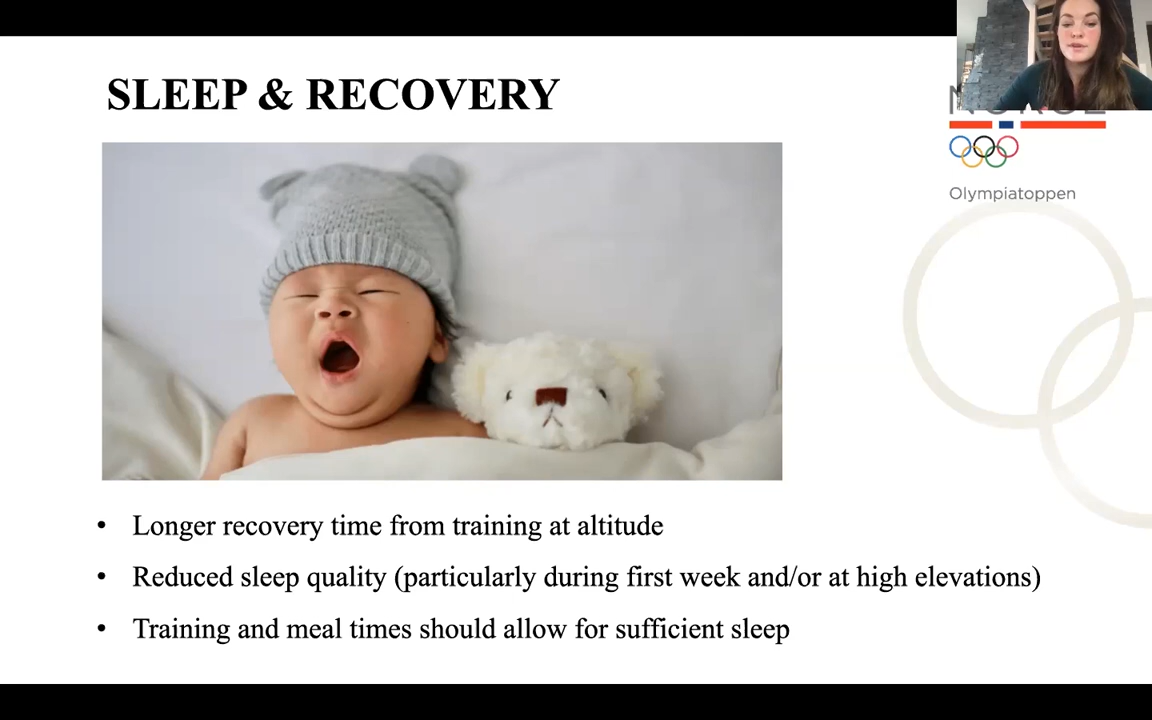 SLEEP & RECOVERY
Olympiatoppen
• Longer recovery time from training at altitude
• Reduced sleep quality (particularly during first week and/or at high elevations)
• Training and meal times should allow for sufficient sleep